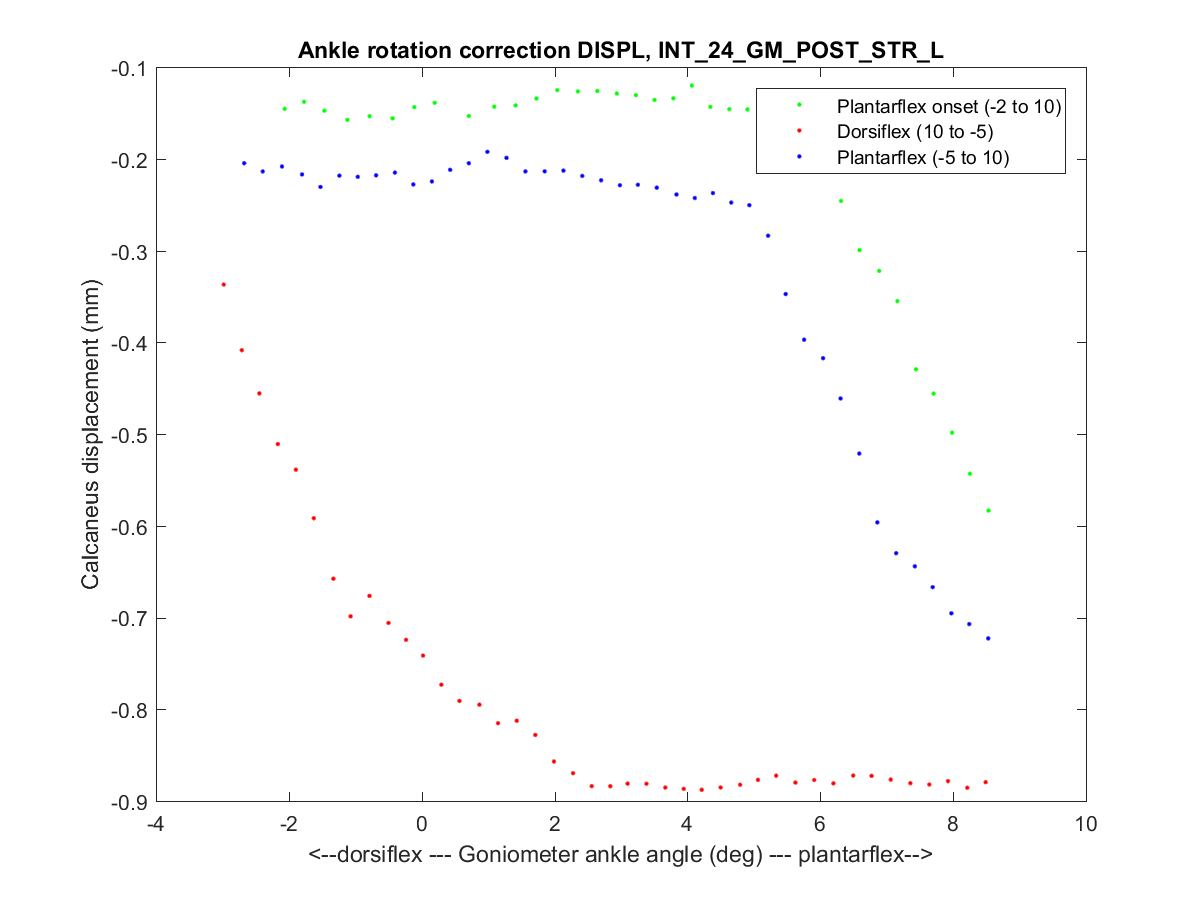 Ankle rotation correction DISPL, INT_24_GM_POST_STR_L
-0.1
-0.2
-0.3
-0.4
-0.5
-0.6
-0.7
-0.8
-0.9
Calcaneus displacement (mm)
Plantarflex onset (-2 to 10)
Dorsiflex (10 to -5)
Plantarflex (-5 to 10)
-4 -2 0 2 4 6 8 10
<--dorsiflex --- Goniometer ankle angle (deg) --- plantarflex-->